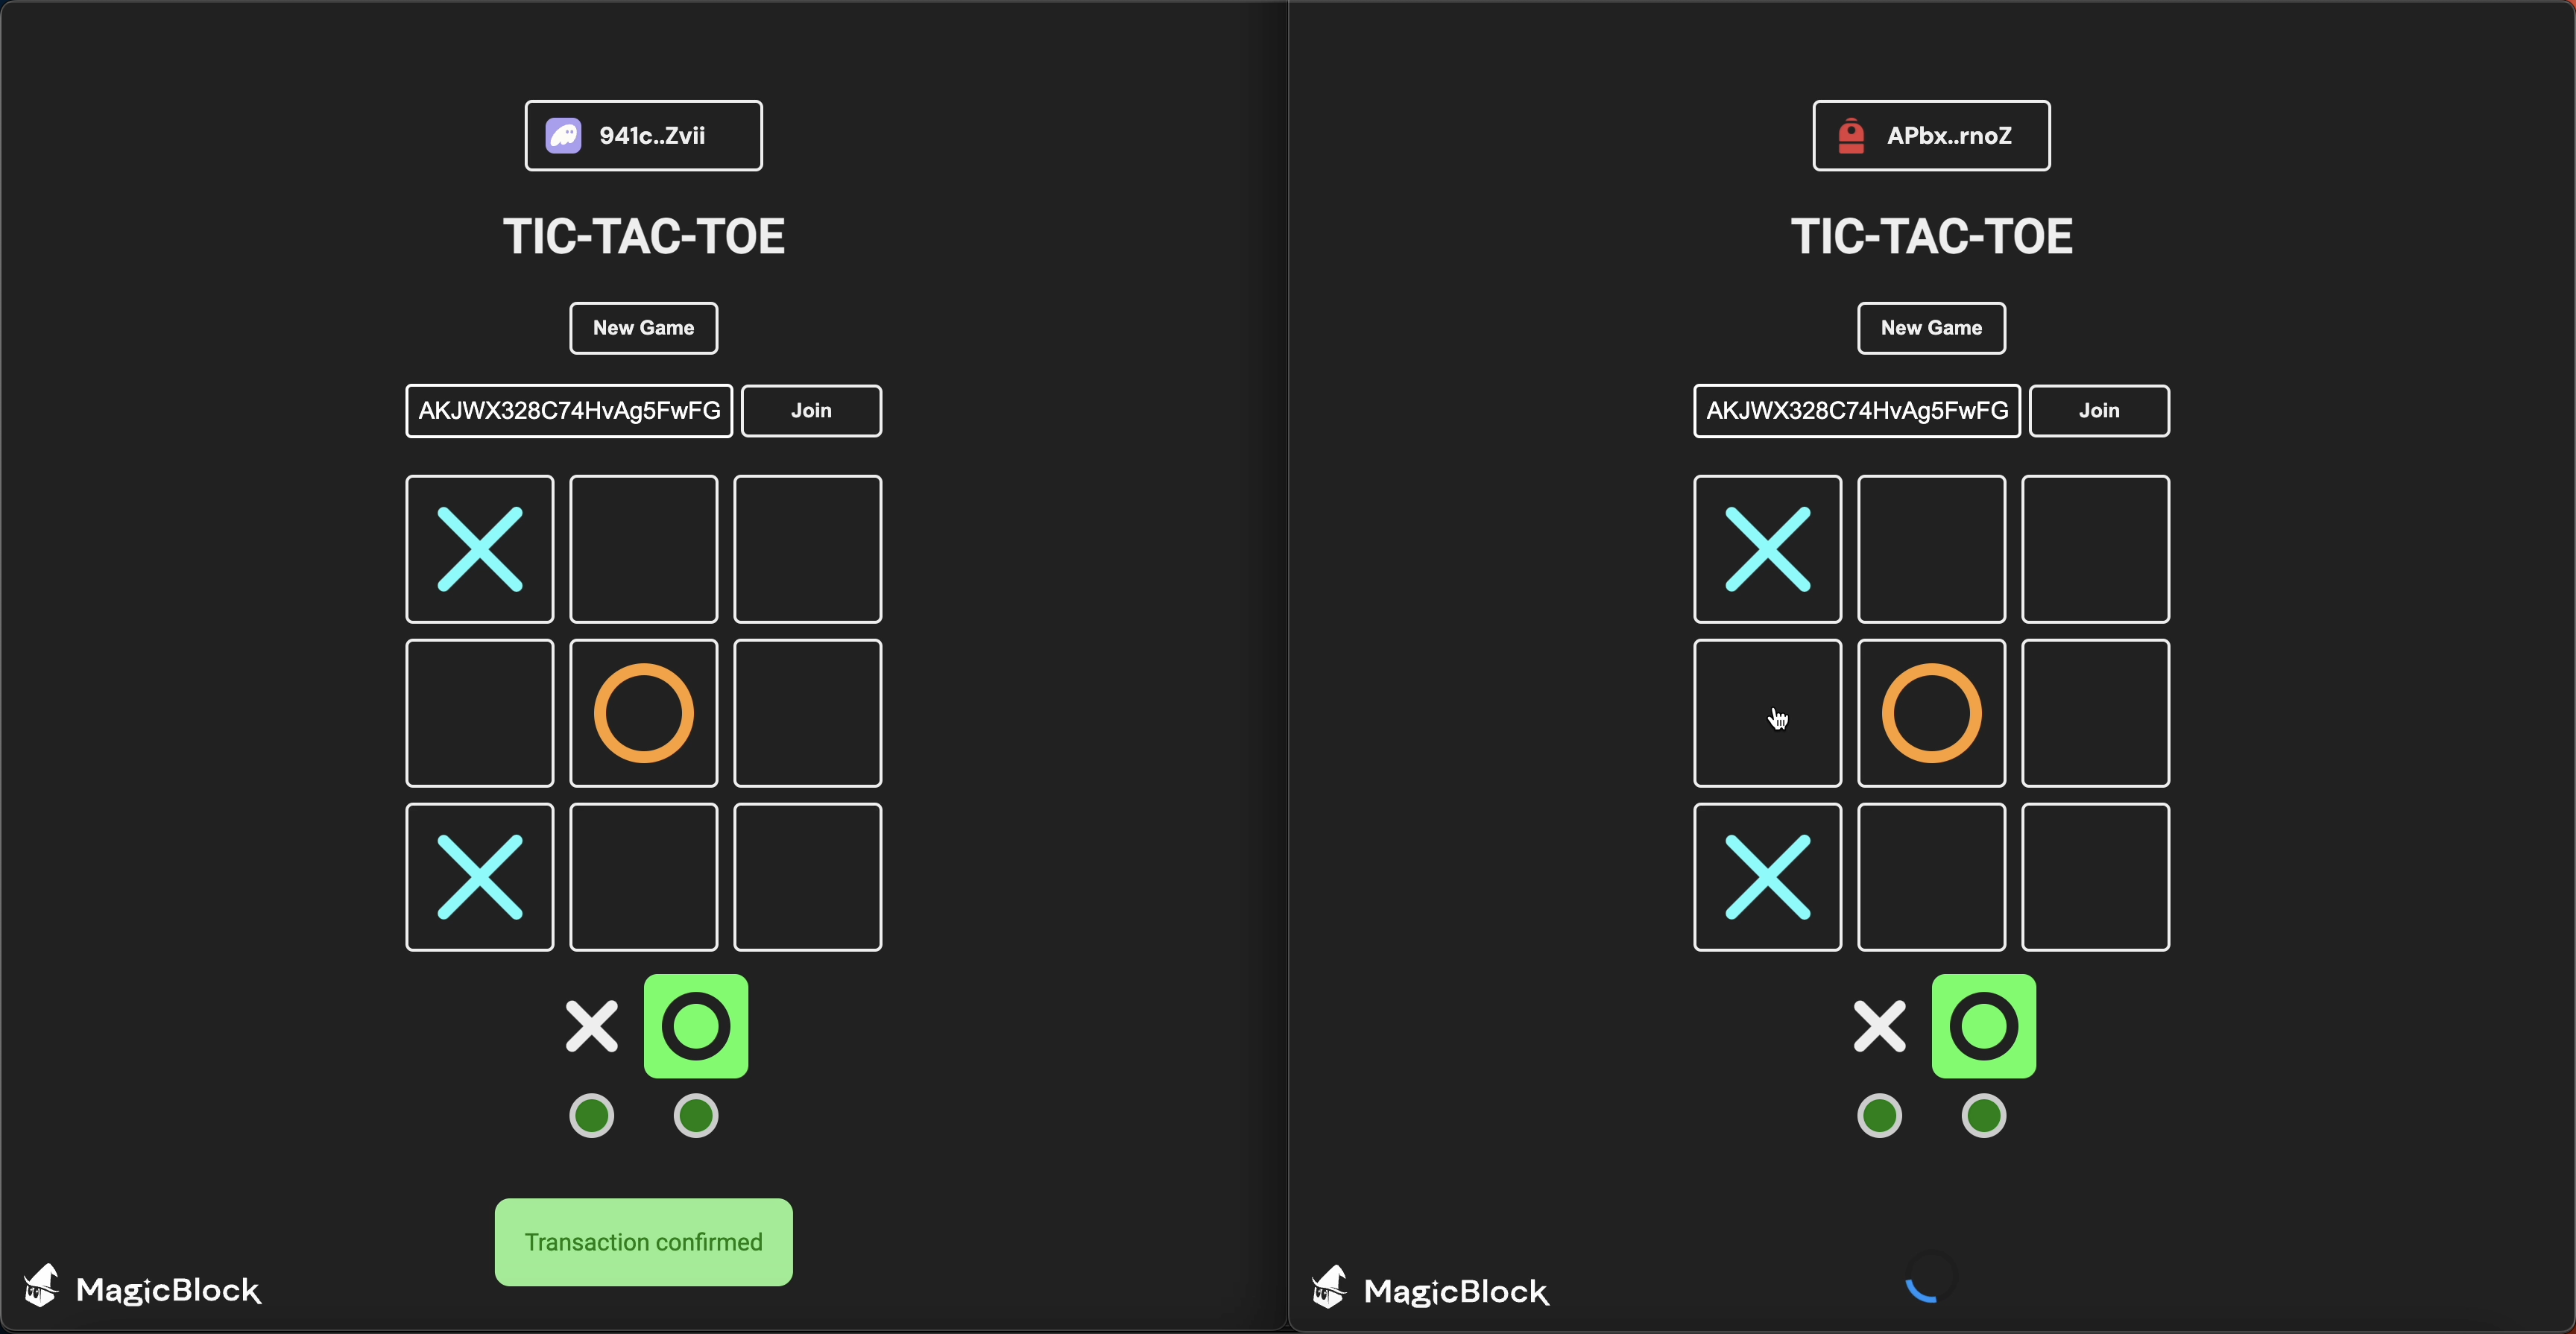 941c..Zvii
TIC-TAC-TOE
New Game
AKJWX328C74HvAg5FwFG
Join
Transaction confirmed
MagicBlock
APbx..rnoZ
TIC-TAC-TOE
New Game
AKJWX328C74HvAg5FwFG
Join
MagicBlock